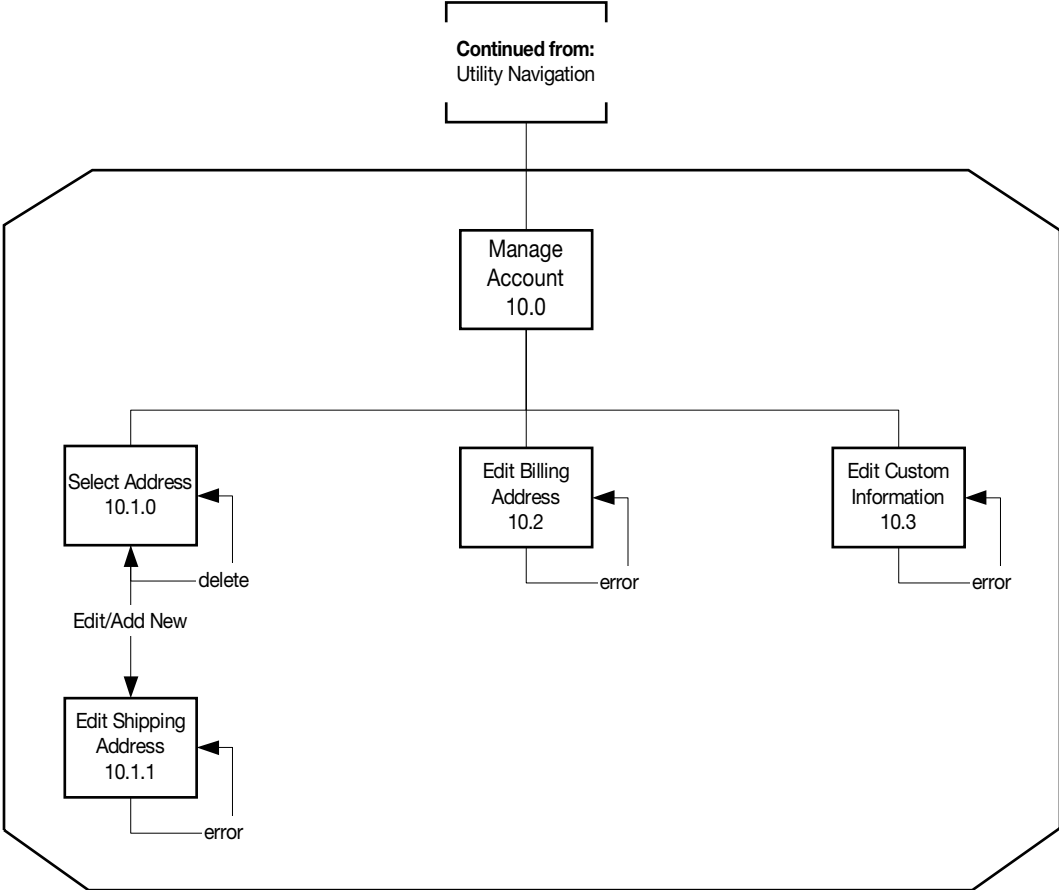 Continued from:
Utility Navigation
Manage
Account
10.0
Select Address
10.1.0
Edit Billing
Address
10.2
Edit Custom
Information
10.3
delete
error
error
Edit/Add New
Edit Shipping
Address
10.1.1
error